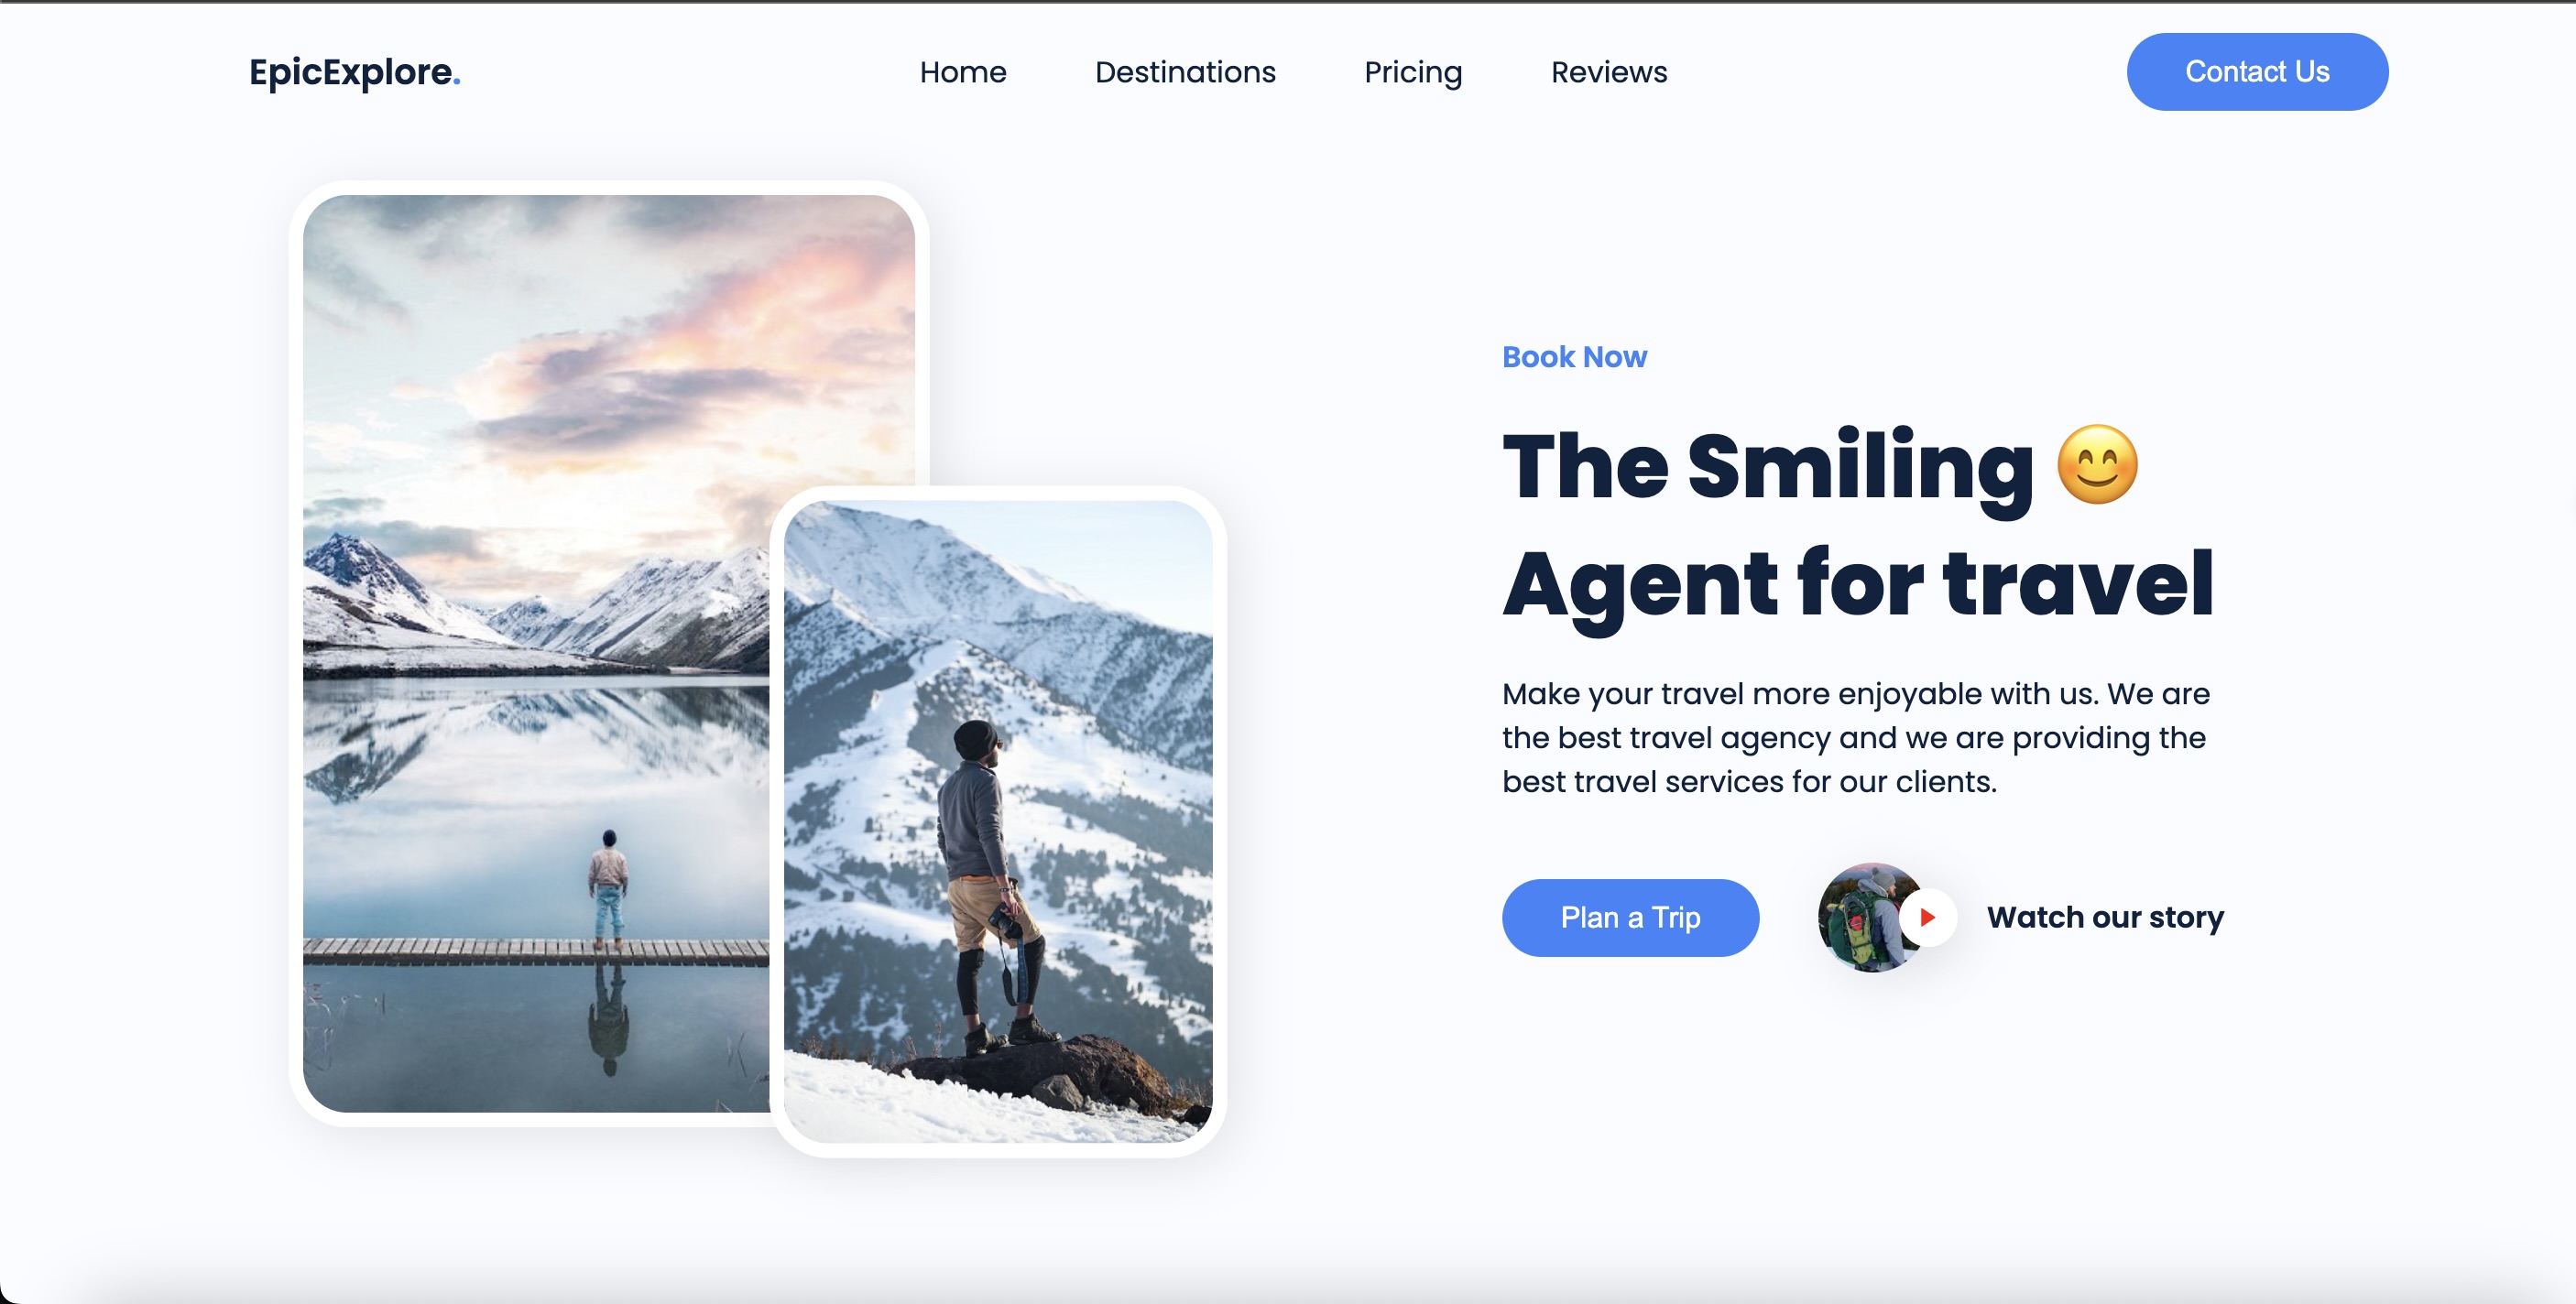 EpicExplore.
Home
Destinations
Pricing
Reviews
Contact Us
Book Now
The Smiling 😊
Agent for travel
Make your travel more enjoyable with us. We are
the best travel agency and we are providing the
best travel services for our clients.
Plan a Trip
Watch our story